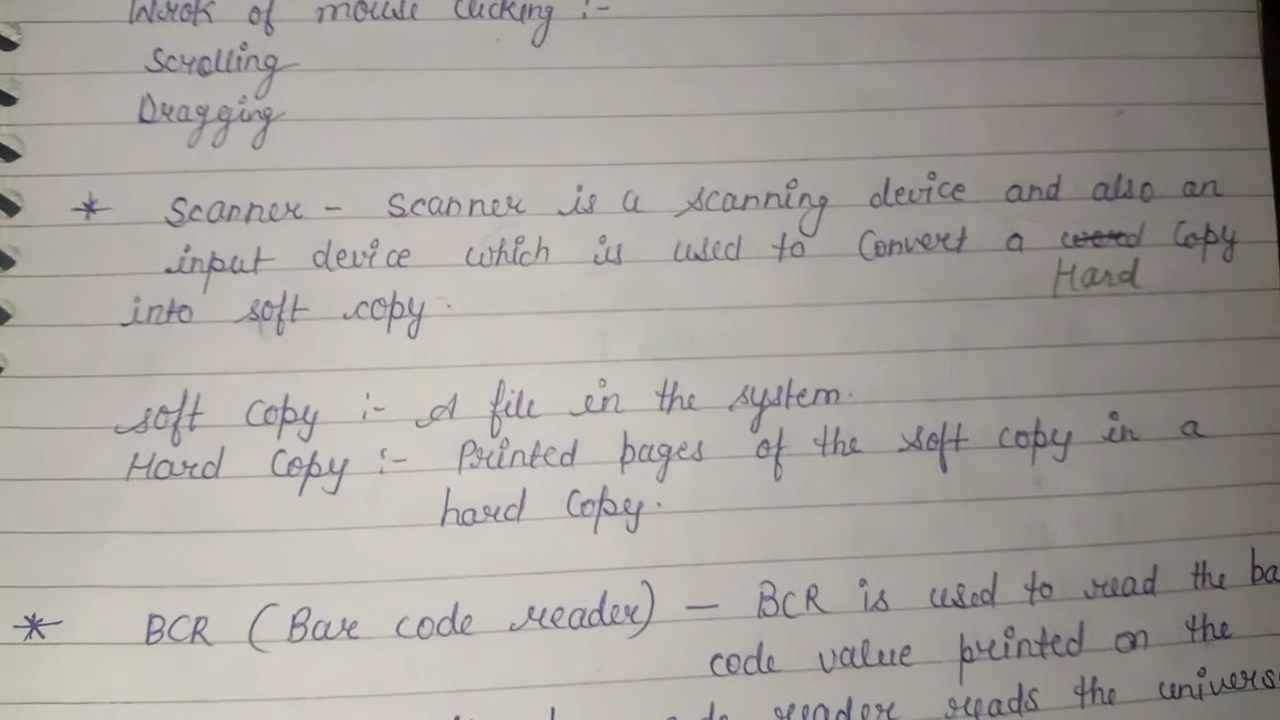 Work of mouse clicking :-
Scrolling
Dragging
* Scanner - Scanner is a scanning device and also an
input device which is used to Convert a Copy
Hard
into soft copy.
soft Copy :- A file in the system.
Hard Copy :- Printed pages of the soft copy in a
hard Copy.
* BCR (Bar code reader) - BCR is used to read the ba
code value printed on the
reader reads the univers